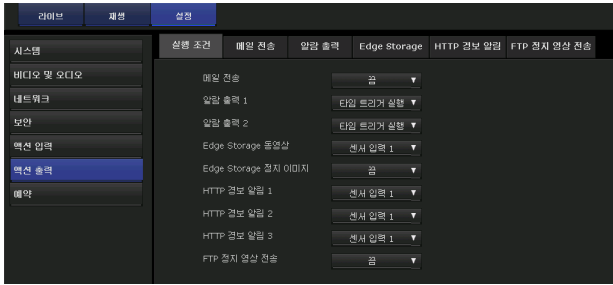 라이브 재생 설정
실행 조건 메일 전송 알람 출력 Edge Storage HTTP 경보 알림 FTP 정지 영상 전송
시스템
비디오 및 오디오
네트워크
보안
액션 입력
액션 출력
예약
메일 전송 끔
알람 출력 1 타임 트리거 실행
알람 출력 2 타임 트리거 실행
Edge Storage 동영상 센서 입력 1
Edge Storage 정지 이미지 끔
HTTP 경보 알림 1 센서 입력 1
HTTP 경보 알림 2 센서 입력 1
HTTP 경보 알림 3 센서 입력 1
FTP 정지 영상 전송 끔